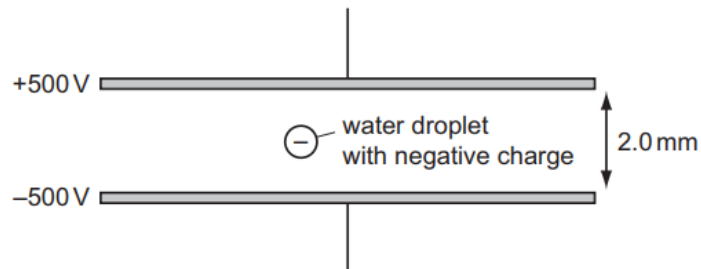 +500 V
−
water droplet
with negative charge
2.0 mm
–500 V